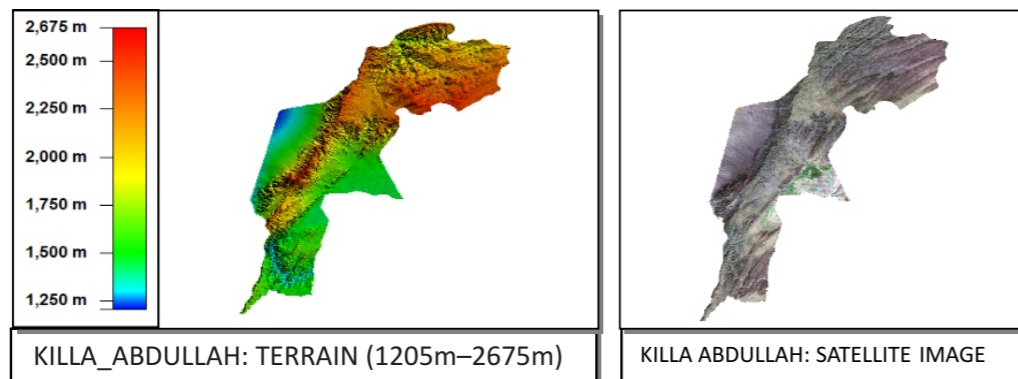 2,675 m
2,500 m
2,250 m
2,000 m
1,750 m
1,500 m
1,250 m
KILLA_ABDULLAH: TERRAIN (1205m–2675m)
KILLA ABDULLAH: SATELLITE IMAGE